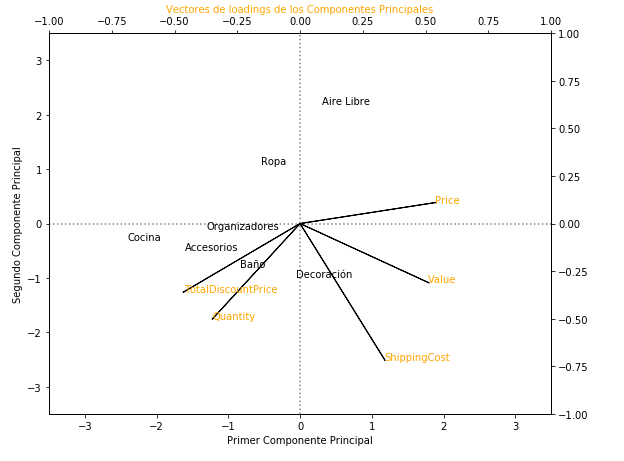 Vectores de loadings de los Componentes Principales
−1.00 −0.75 −0.50 −0.25 0.00 0.25 0.50 0.75 1.00
3 2 1 0 −1 −2 −3
Segundo Componente Principal
Aire Libre
Ropa
Price
Organizadores
Cocina
Accesorios
Baño
Decoración
Value
TotalDiscountPrice
Quantity
ShippingCost
1.00 0.75 0.50 0.25 0.00 −0.25 −0.50 −0.75 −1.00
−3 −2 −1 0 1 2 3
Primer Componente Principal